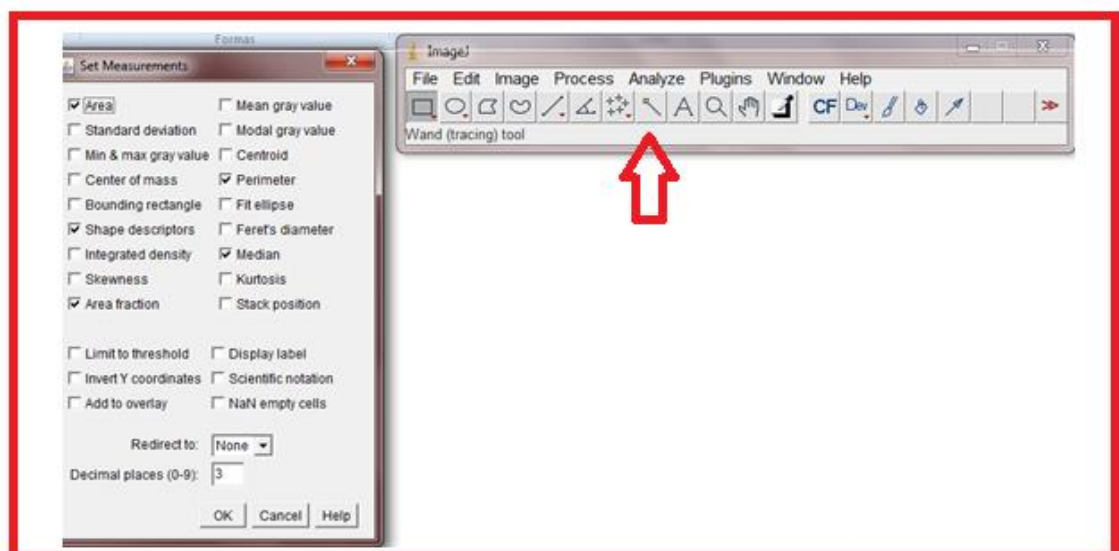 Formas
Set Measurements
Area Mean gray value
Standard deviation Modal gray value
Min & max gray value Centroid
Center of mass Perimeter
Bounding rectangle Fit ellipse
Shape descriptors Feret's diameter
Integrated density Median
Skewness Kurtosis
Area fraction Stack position
Limit to threshold Display label
Invert Y coordinates Scientific notation
Add to overlay NaN empty cells
Redirect to: None
Decimal places (0-9): 3
OK Cancel Help
ImageJ
File Edit Image Process Analyze Plugins Window Help
A CF Dev
Wand (tracing) tool